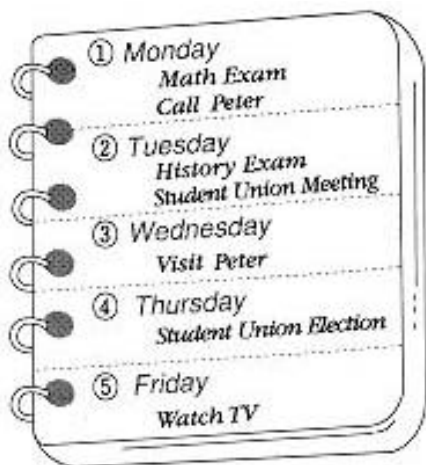 ① Monday
Math Exam
Call Peter
② Tuesday
History Exam
Student Union Meeting
③ Wednesday
Visit Peter
④ Thursday
Student Union Election
⑤ Friday
Watch TV